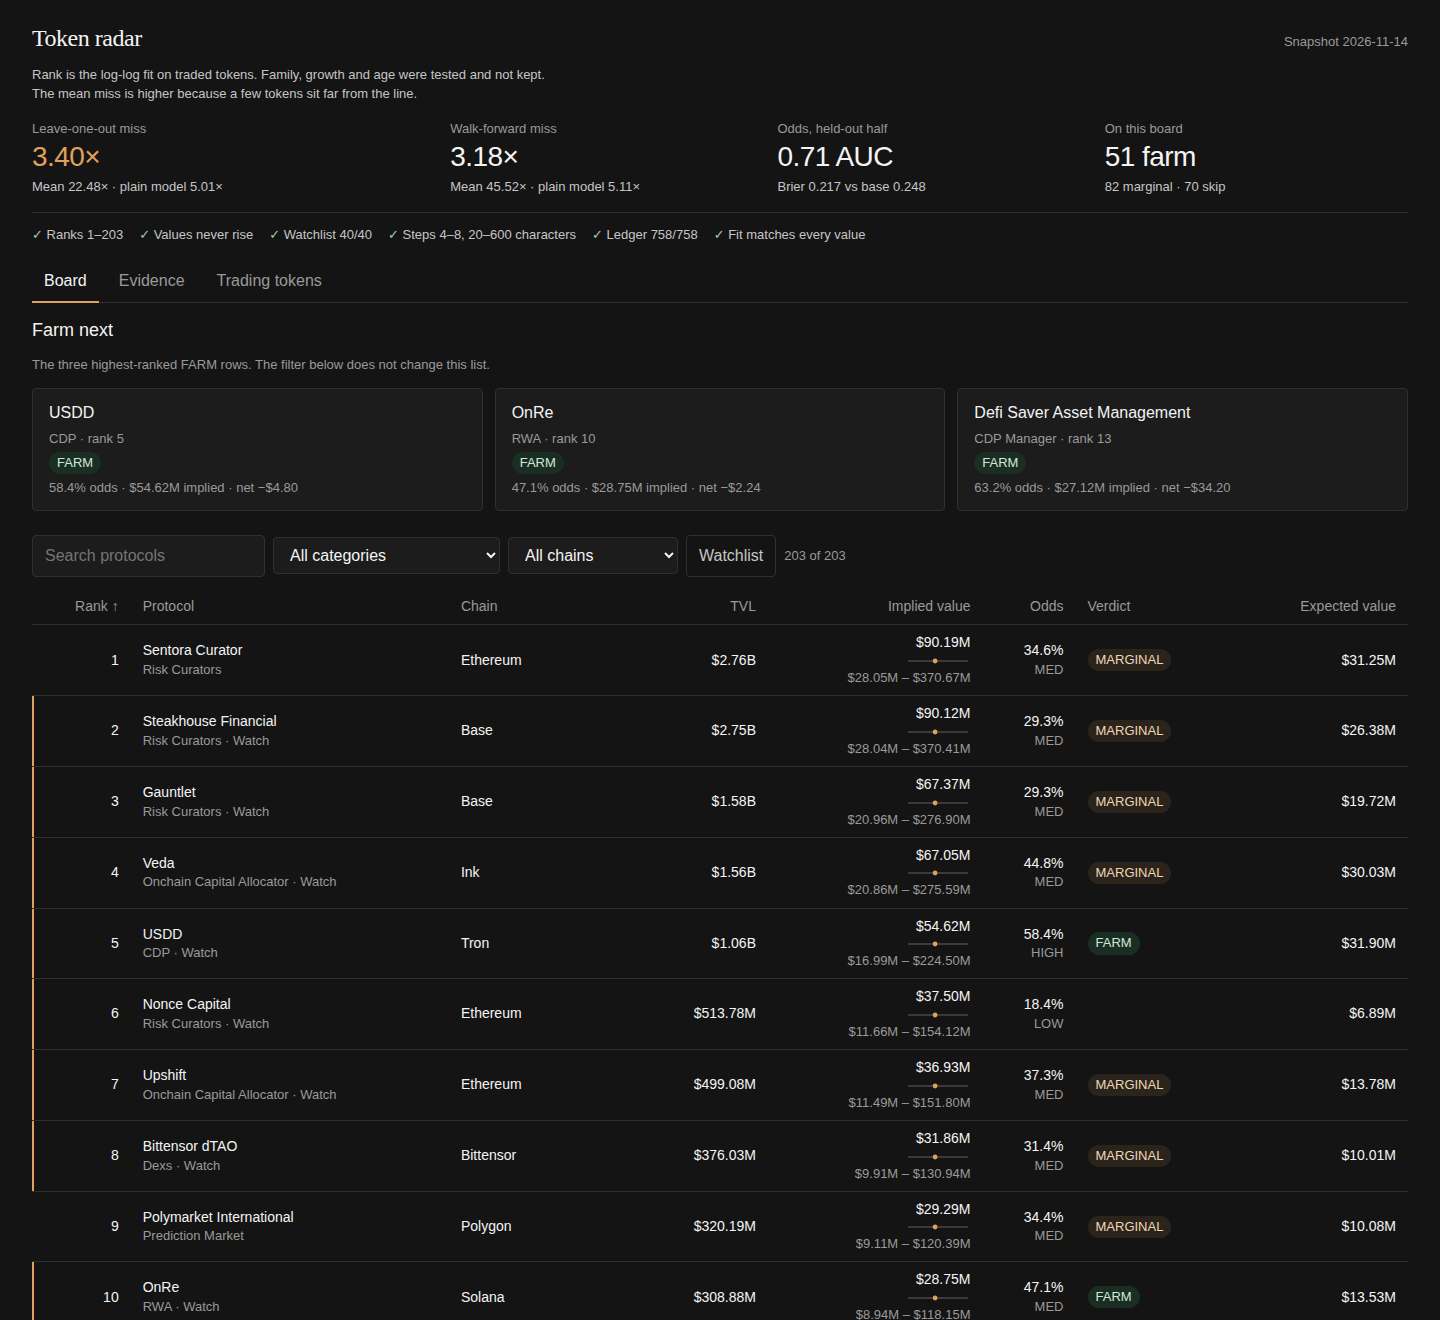 Token radar
Snapshot 2026-11-14
Rank is the log-log fit on traded tokens. Family, growth and age were tested and not kept.
The mean miss is higher because a few tokens sit far from the line.
Leave-one-out miss
3.40×
Mean 22.48× · plain model 5.01×
Walk-forward miss
3.18×
Mean 45.52× · plain model 5.11×
Odds, held-out half
0.71 AUC
Brier 0.217 vs base 0.248
On this board
51 farm
82 marginal · 70 skip
✓ Ranks 1–203 ✓ Values never rise ✓ Watchlist 40/40 ✓ Steps 4–8, 20–600 characters ✓ Ledger 758/758 ✓ Fit matches every value
Board Evidence Trading tokens
Farm next
The three highest-ranked FARM rows. The filter below does not change this list.
USDD
CDP · rank 5
FARM
58.4% odds · $54.62M implied · net −$4.80
OnRe
RWA · rank 10
FARM
47.1% odds · $28.75M implied · net −$2.24
Defi Saver Asset Management
CDP Manager · rank 13
FARM
63.2% odds · $27.12M implied · net −$34.20
Search protocols All categories All chains Watchlist 203 of 203
Rank ↑ Protocol Chain TVL Implied value Odds Verdict Expected value
1 Sentora Curator Ethereum $2.76B $90.19M 34.6% MARGINAL $31.25M
Risk Curators $28.05M – $370.67M MED
2 Steakhouse Financial Base $2.75B $90.12M 29.3% MARGINAL $26.38M
Risk Curators · Watch $28.04M – $370.41M MED
3 Gauntlet Base $1.58B $67.37M 29.3% MARGINAL $19.72M
Risk Curators · Watch $20.96M – $276.90M MED
4 Veda Ink $1.56B $67.05M 44.8% MARGINAL $30.03M
Onchain Capital Allocator · Watch $20.86M – $275.59M MED
5 USDD Tron $1.06B $54.62M 58.4% FARM $31.90M
CDP · Watch $16.99M – $224.50M HIGH
6 Nonce Capital Ethereum $513.78M $37.50M 18.4% $6.89M
Risk Curators · Watch $11.66M – $154.12M LOW
7 Upshift Ethereum $499.08M $36.93M 37.3% MARGINAL $13.78M
Onchain Capital Allocator · Watch $11.49M – $151.80M MED
8 Bittensor dTAO Bittensor $376.03M $31.86M 31.4% MARGINAL $10.01M
Dexs · Watch $9.91M – $130.94M MED
9 Polymarket International Polygon $320.19M $29.29M 34.4% MARGINAL $10.08M
Prediction Market $9.11M – $120.39M MED
10 OnRe Solana $308.88M $28.75M 47.1% FARM $13.53M
RWA · Watch $8.94M – $118.15M MED